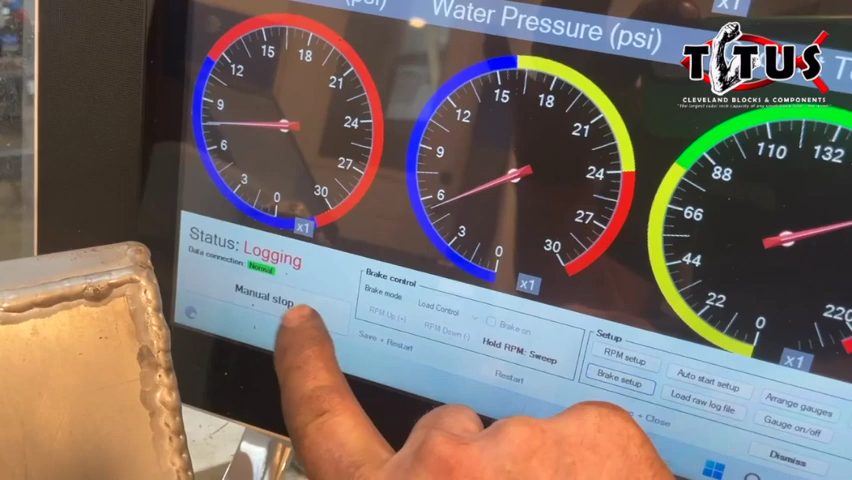 psi)
x1
Water Pressure (psi)
TITUS
CLEVELAND BLOCKS & COMPONENTS
0 3 6 9 12 15 18 21 24 27 30
x1
0 3 6 9 12 15 18 21 24 27 30
x1
0 22 44 66 88 110 132 220
x1
Status: Logging
Data connection: Normal
Manual stop
Brake control
Brake mode
Load Control
Brake on
RPM Up (+)
RPM Down (-)
Hold RPM: Sweep
Save + Restart
Restart
+ Close
Setup
RPM setup
Auto start setup
Arrange gauges
Brake setup
Load raw log file
Gauge on/off
Dismiss